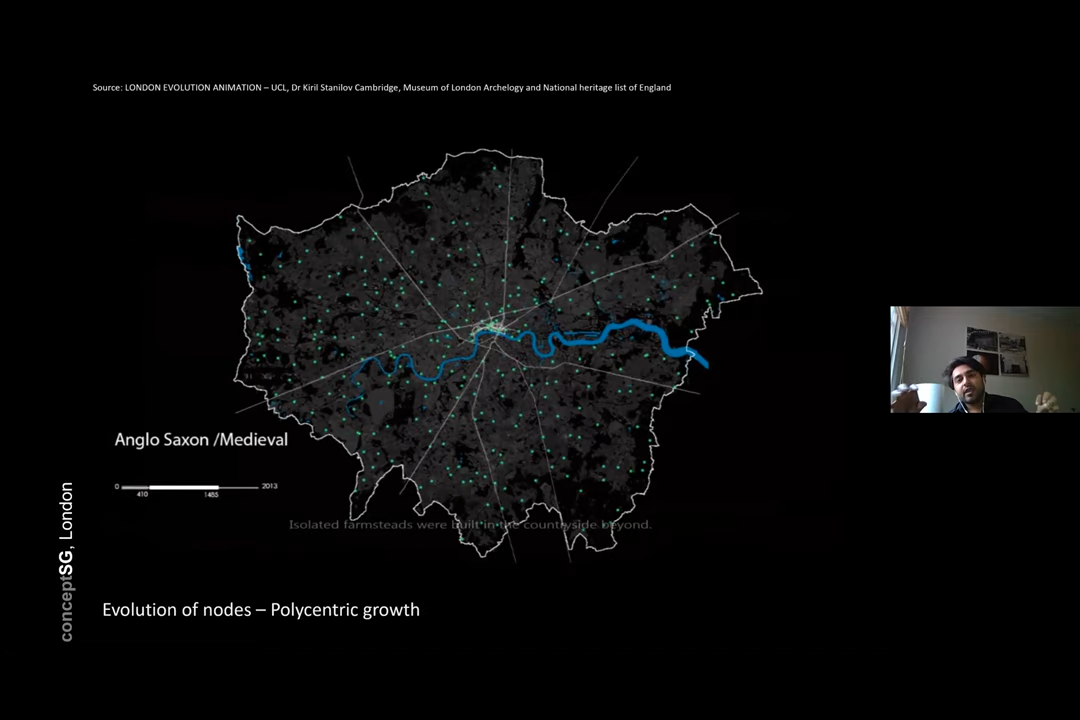 Source: LONDON EVOLUTION ANIMATION – UCL, Dr Kiril Stanilov Cambridge, Museum of London Archelogy and National heritage list of England
Anglo Saxon /Medieval
0 2013
410 1485
Isolated farmsteads were built in the countryside beyond.
conceptSG, London
Evolution of nodes – Polycentric growth